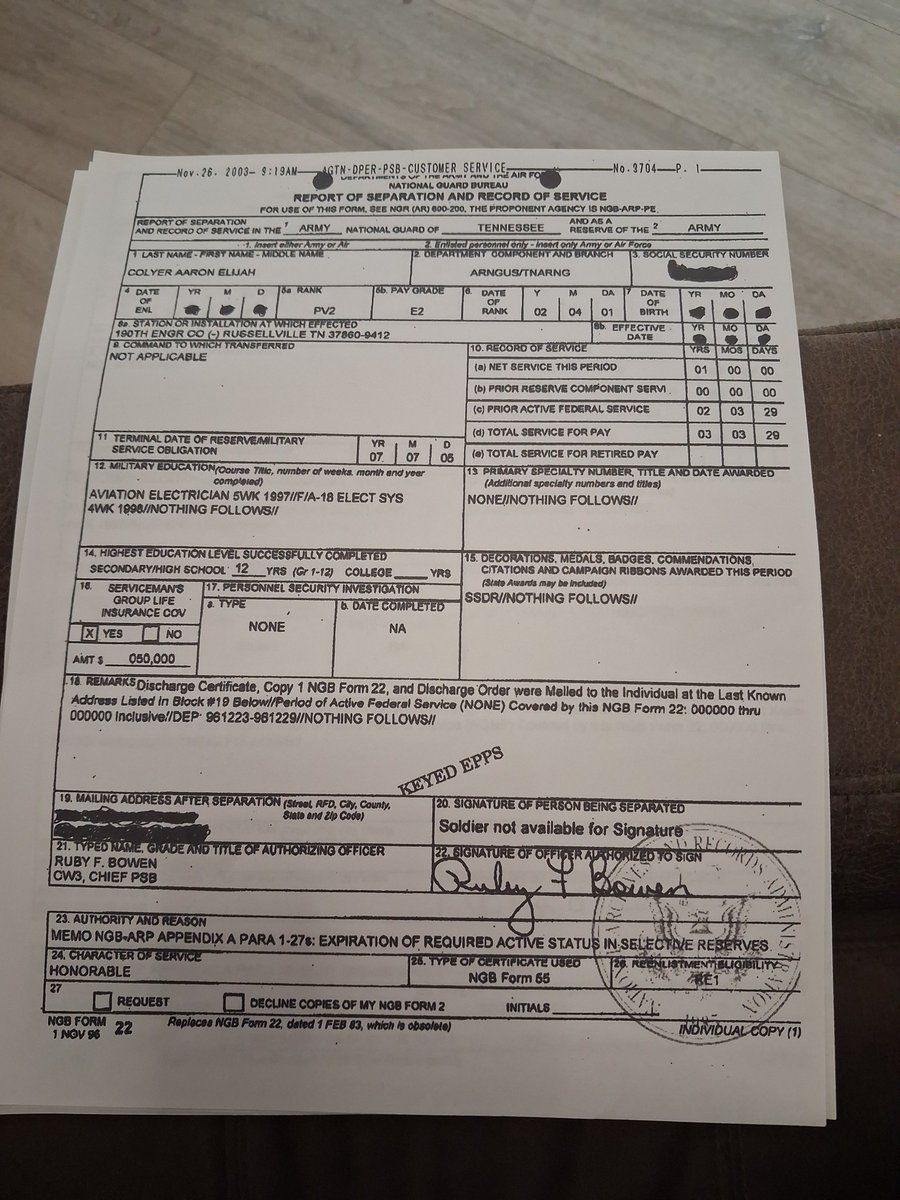 Nov.26. 2003- 9:19AM AGTN-DPER-PSB-CUSTOMER SERVICE No.3704 P. 1
DEPARTMENTS OF THE ARMY AND THE AIR FO
NATIONAL GUARD BUREAU
REPORT OF SEPARATION AND RECORD OF SERVICE
FOR USE OF THIS FORM, SEE NGR (AR) 600-200, THE PROPONENT AGENCY IS NGB-ARP-PE.
REPORT OF SEPARATION AND RECORD OF SERVICE IN THE 1 ARMY NATIONAL GUARD OF TENNESSEE AND AS A RESERVE OF THE 2 ARMY
1. Insert either Army or Air 2. Enlisted personnel only - Insert only Army or Air Force
1 LAST NAME - FIRST NAME - MIDDLE NAME
COLYER AARON ELIJAH
2. DEPARTMENT COMPONENT AND BRANCH
ARNGUS/TNARNG
3. SOCIAL SECURITY NUMBER
4 DATE OF ENL YR M D
5a RANK
PV2
5b. PAY GRADE
E2
6. DATE OF RANK Y M DA
02 04 01
7 DATE OF BIRTH YR MO DA
8a. STATION OR INSTALLATION AT WHICH EFFECTED
190TH ENGR CO (-) RUSSELLVILLE TN 37860-9412
8b. EFFECTIVE DATE YR MO DA
9. COMMAND TO WHICH TRANSFERRED
NOT APPLICABLE
10. RECORD OF SERVICE YRS MOS DAYS
(a) NET SERVICE THIS PERIOD 01 00 00
(b) PRIOR RESERVE COMPONENT SERVI 00 00 00
(c) PRIOR ACTIVE FEDERAL SERVICE 02 03 29
(d) TOTAL SERVICE FOR PAY 03 03 29
(e) TOTAL SERVICE FOR RETIRED PAY
11 TERMINAL DATE OF RESERVE/MILITARY SERVICE OBLIGATION YR M D
07 07 05
12. MILITARY EDUCATION (Course Title, number of weeks, month and year completed)
AVIATION ELECTRICIAN 5WK 1997//F/A-18 ELECT SYS
4WK 1998//NOTHING FOLLOWS//
13 PRIMARY SPECIALTY NUMBER, TITLE AND DATE AWARDED
(Additional specialty numbers and titles)
NONE//NOTHING FOLLOWS//
14. HIGHEST EDUCATION LEVEL SUCCESSFULLY COMPLETED
SECONDARY/HIGH SCHOOL 12 YRS (Gr 1-12) COLLEGE YRS
15. DECORATIONS, MEDALS, BADGES, COMMENDATIONS,
CITATIONS AND CAMPAIGN RIBBONS AWARDED THIS PERIOD
(State Awards may be included)
SSDR//NOTHING FOLLOWS//
16. SERVICEMAN'S
GROUP LIFE
INSURANCE COV
X YES NO
AMT $ 050,000
17. PERSONNEL SECURITY INVESTIGATION
a. TYPE
NONE
b. DATE COMPLETED
NA
18. REMARKS Discharge Certificate, Copy 1 NGB Form 22, and Discharge Order were Mailed to the Individual at the Last Known
Address Listed In Block #19 Below//Period of Active Federal Service (NONE) Covered by this NGB Form 22: 000000 thru
000000 Inclusive//DEP 961223-961229//NOTHING FOLLOWS//
KEYED EPPS
19. MAILING ADDRESS AFTER SEPARATION (Street, RFD, City, County,
State and Zip Code)
20. SIGNATURE OF PERSON BEING SEPARATED
Soldier not available for Signature
21. TYPED NAME, GRADE AND TITLE OF AUTHORIZING OFFICER
RUBY F. BOWEN
CW3, CHIEF PSB
22. SIGNATURE OF OFFICER AUTHORIZED TO SIGN
Ruby F Bowen
23. AUTHORITY AND REASON
MEMO NGB-ARP APPENDIX A PARA 1-27s: EXPIRATION OF REQUIRED ACTIVE STATUS IN SELECTIVE RESERVES
24. CHARACTER OF SERVICE
HONORABLE
25. TYPE OF CERTIFICATE USED
NGB Form 55
26. REENLISTMENT ELIGIBILITY
RE1
27 REQUEST DECLINE COPIES OF MY NGB FORM 2 INITIALS
NGB FORM 22
1 NOV 96
Replaces NGB Form 22, dated 1 FEB 83, which is obsolete)
INDIVIDUAL COPY (1)
NATIONAL ARCHIVES AND RECORDS ADMINISTRATION
1985